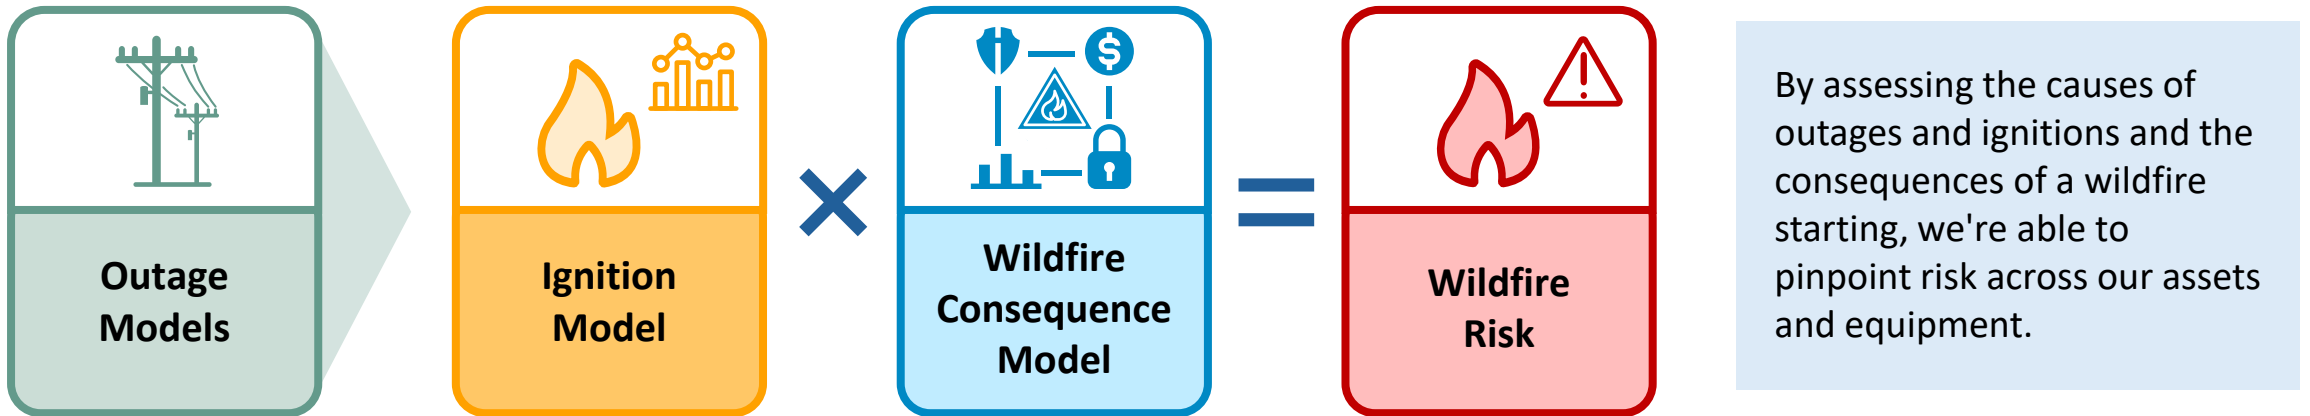 Outage
Models
Ignition
Model
×
Wildfire
Consequence
Model
=
Wildfire
Risk
By assessing the causes of
outages and ignitions and the
consequences of a wildfire
starting, we're able to
pinpoint risk across our assets
and equipment.